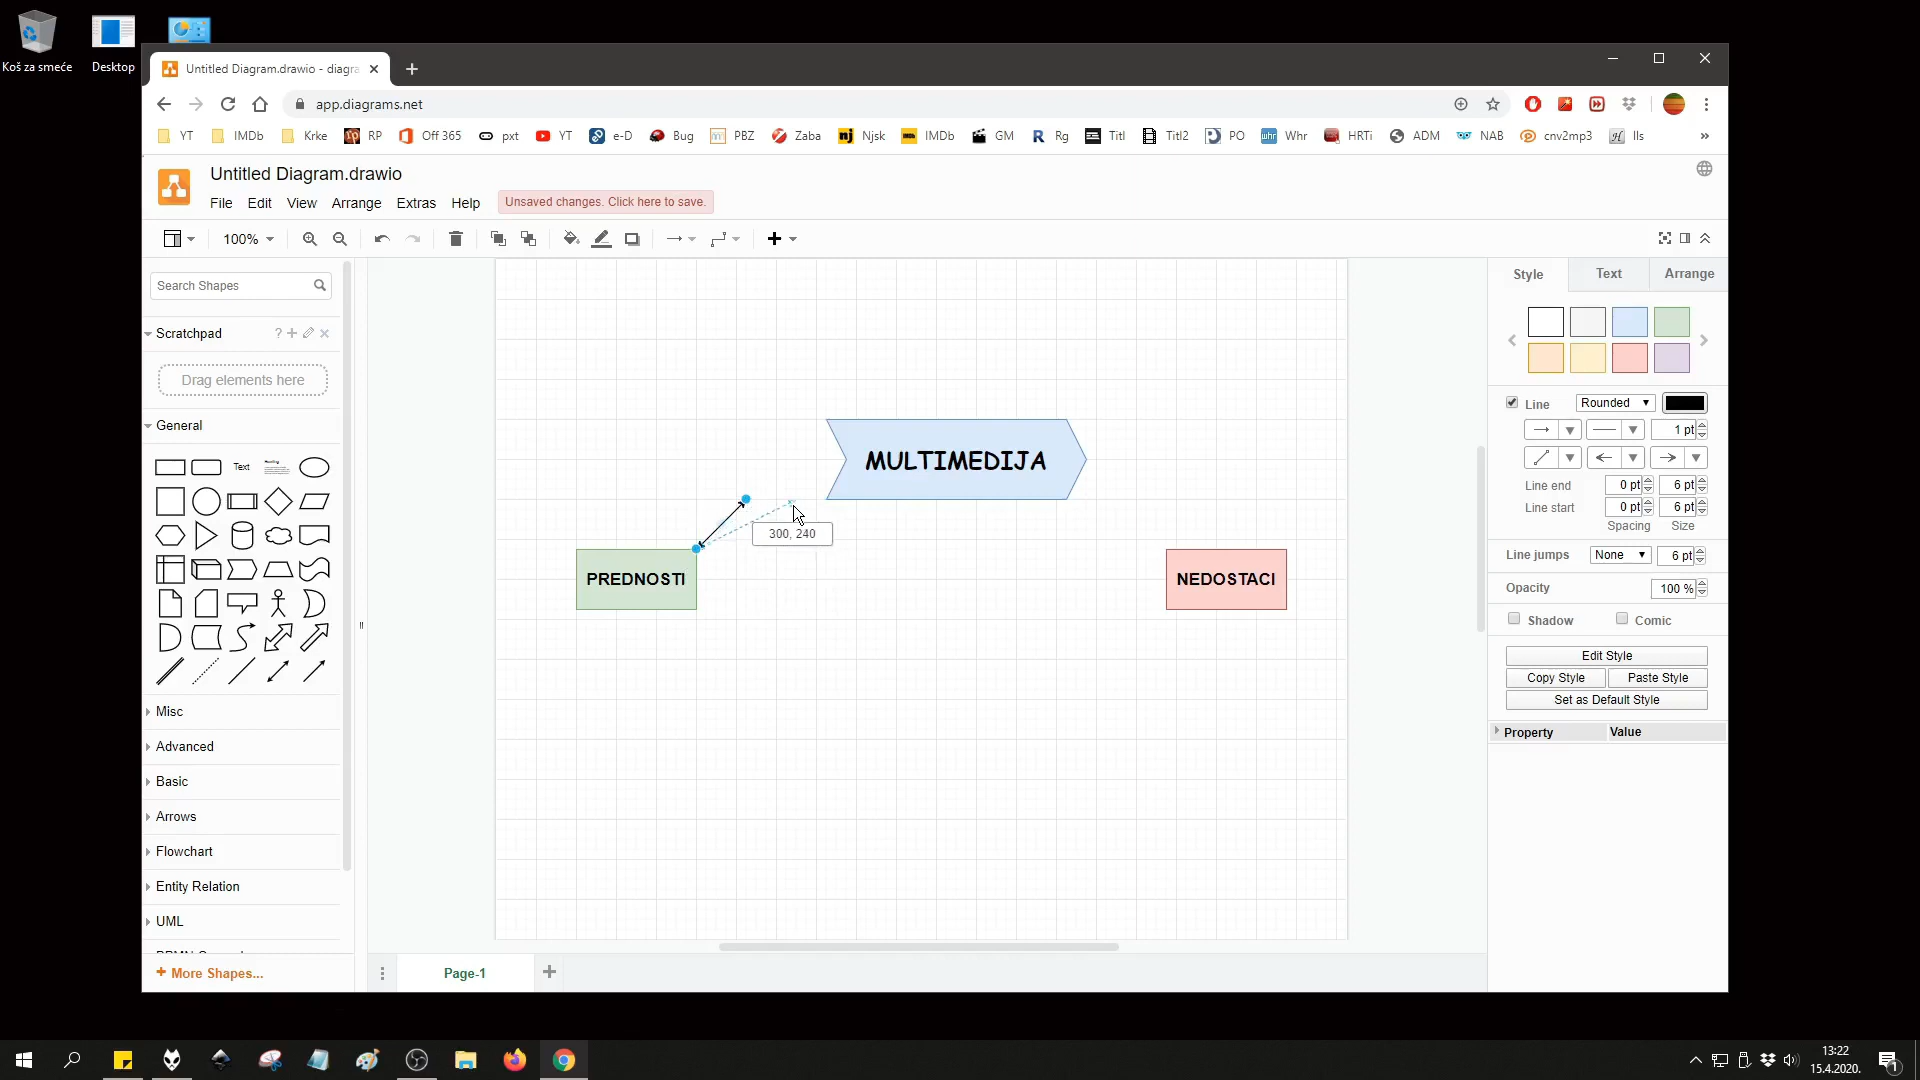 Koš za smeće
Desktop
Untitled Diagram.drawio - diagra
app.diagrams.net
YT
IMDb
Krke
RP
Off 365
pxt
YT
e-D
Bug
PBZ
Zaba
Njsk
IMDb
GM
Rg
Titl
Titl2
PO
Whr
HRTi
ADM
NAB
cnv2mp3
lls
Untitled Diagram.drawio
File Edit View Arrange Extras Help
Unsaved changes. Click here to save.
100%
Search Shapes
Style
Text
Arrange
Scratchpad
Drag elements here
General
Text
Misc
Advanced
Basic
Arrows
Flowchart
Entity Relation
UML
+ More Shapes...
MULTIMEDIJA
300, 240
PREDNOSTI
NEDOSTACI
Line
Rounded
1 pt
Line end
0 pt
6 pt
Line start
0 pt
6 pt
Spacing
Size
Line jumps
None
6 pt
Opacity
100 %
Shadow
Comic
Edit Style
Copy Style
Paste Style
Set as Default Style
Property
Value
Page-1
13:22
15.4.2020.
1